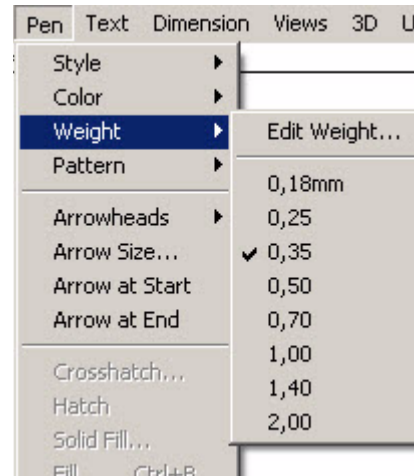 Pen Text Dimension Views 3D
Style
Color
Weight
Pattern
Arrowheads
Arrow Size...
Arrow at Start
Arrow at End
Crosshatch...
Hatch
Solid Fill...
Fill... Ctrl+B
Edit Weight...
0,18mm
0,25
0,35
0,50
0,70
1,00
1,40
2,00